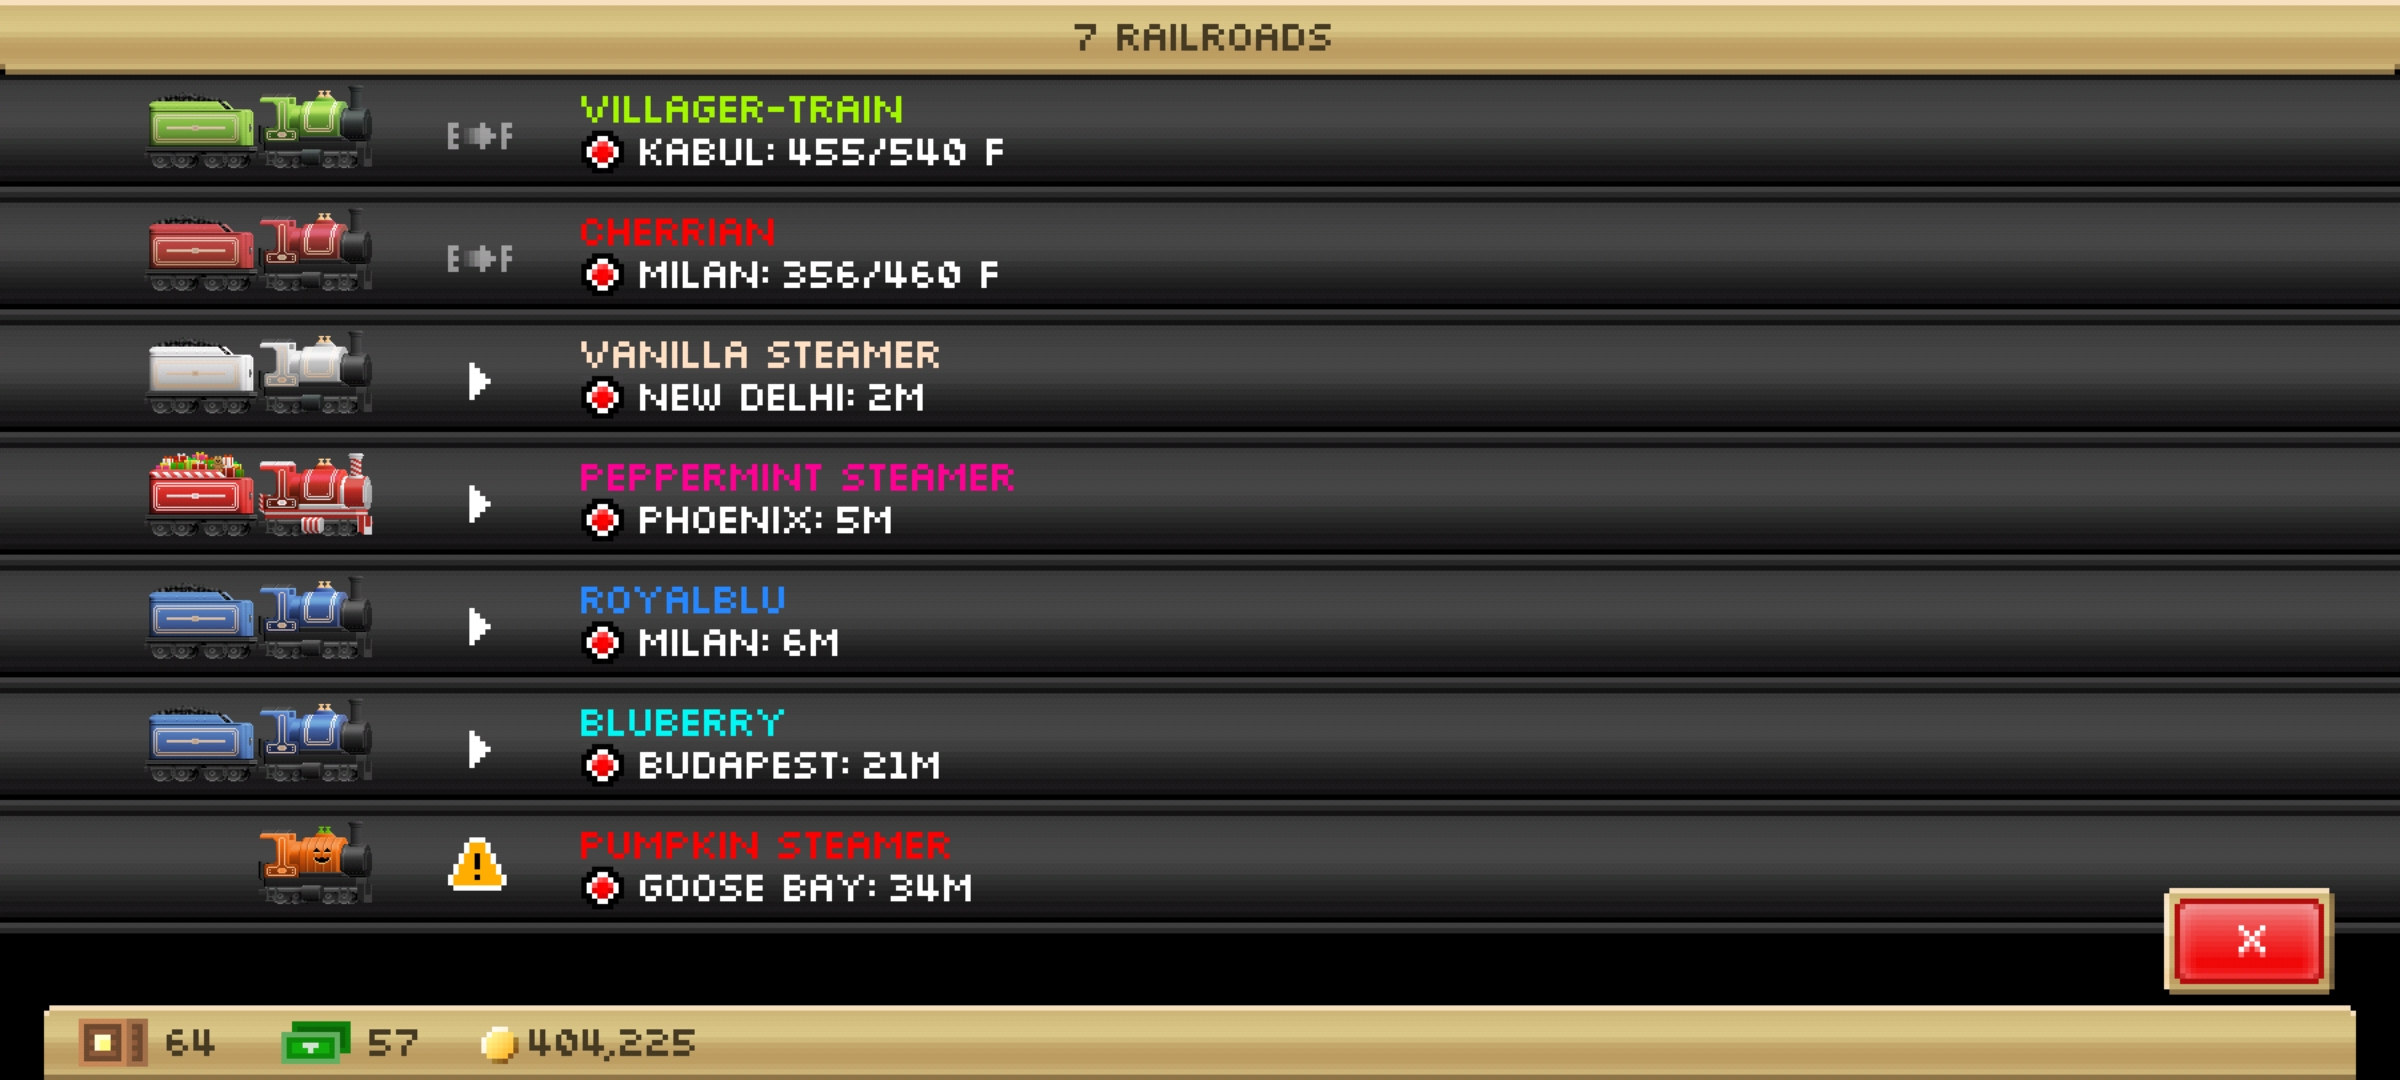 7 RAILROADS
VILLAGER-TRAIN
E F
KABUL: 455/540 F
CHERRIAN
E F
MILAN: 356/460 F
VANILLA STEAMER
NEW DELHI: 2M
PEPPERMINT STEAMER
PHOENIX: 5M
ROYALBLU
MILAN: 6M
BLUBERRY
BUDAPEST: 21M
PUMPKIN STEAMER
!
GOOSE BAY: 34M
X
64 57 404,225